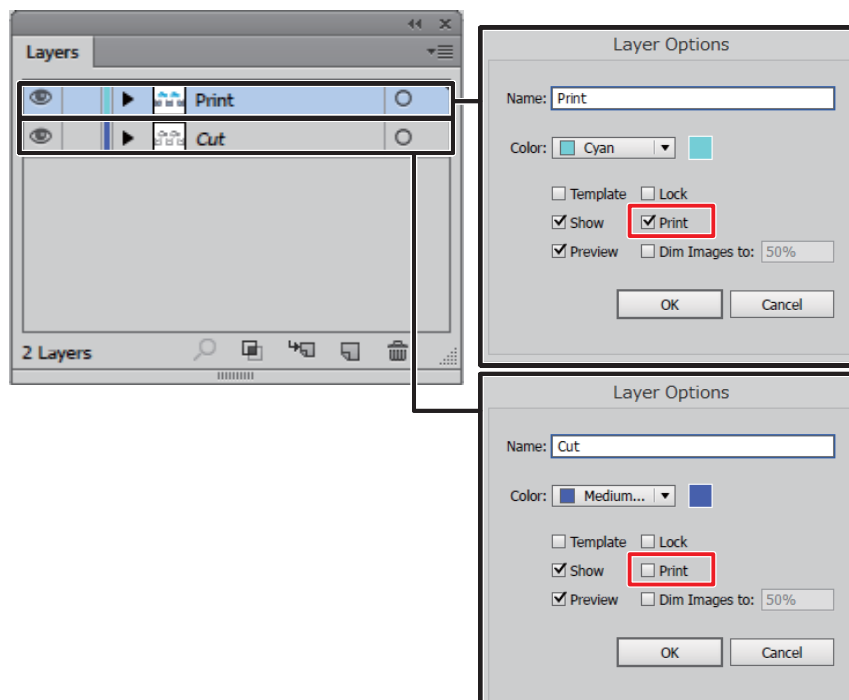 Layers
Print
Cut
2 Layers
Layer Options
Name: Print
Color: Cyan
Template Lock
Show Print
Preview Dim Images to: 50%
OK Cancel
Layer Options
Name: Cut
Color: Medium...
Template Lock
Show Print
Preview Dim Images to: 50%
OK Cancel